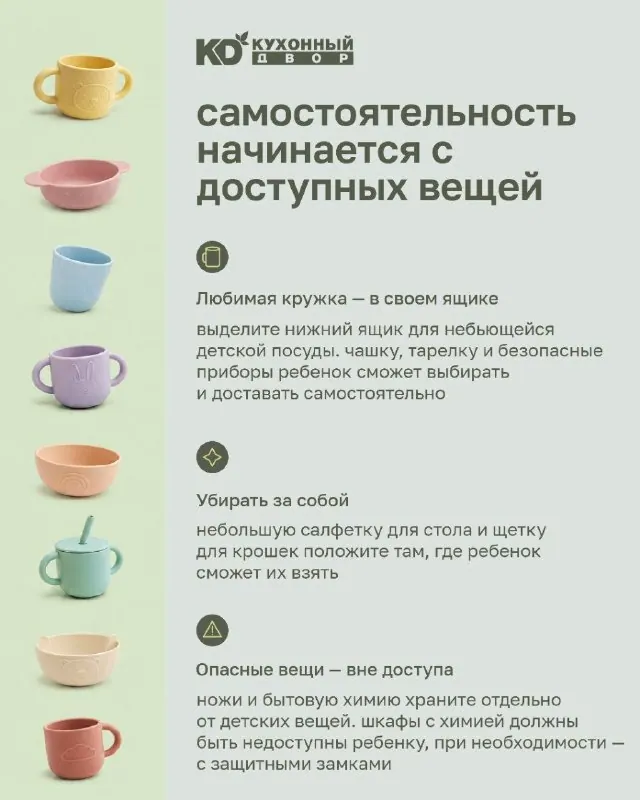 KD КУХОННЫЙ
ДВОР
самостоятельность
начинается с
доступных вещей
Любимая кружка — в своем ящике
выделите нижний ящик для небьющейся
детской посуды. чашку, тарелку и безопасные
приборы ребенок сможет выбирать
и доставать самостоятельно
Убирать за собой
небольшую салфетку для стола и щетку
для крошек положите там, где ребенок
сможет их взять
Опасные вещи — вне доступа
ножи и бытовую химию храните отдельно
от детских вещей. шкафы с химией должны
быть недоступны ребенку, при необходимости —
с защитными замками